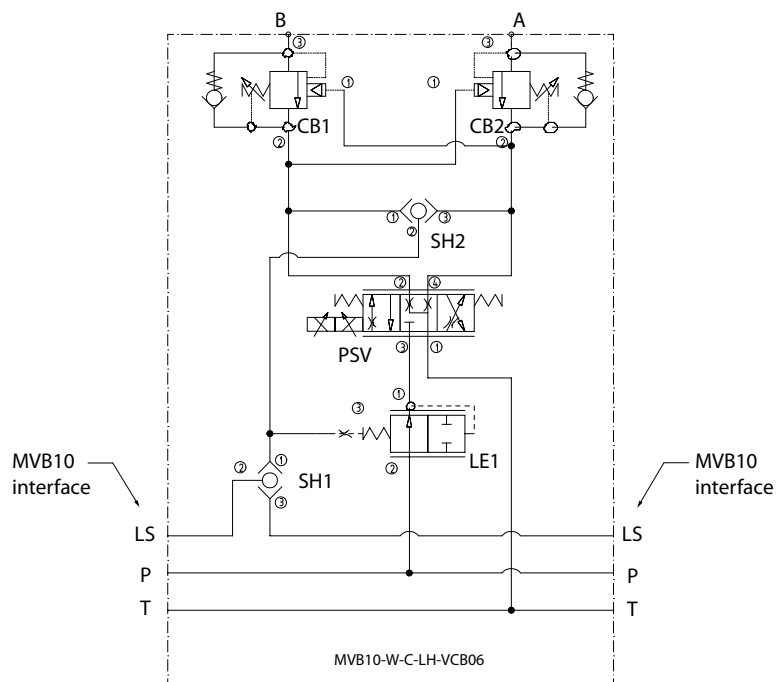 B
A
③
③
①
①
CB1
CB2
②
②
①
③
②
SH2
②
④
PSV
③
①
①
③
LE1
②
MVB10
interface
②
①
SH1
③
MVB10
interface
LS
LS
P
P
T
T
MVB10-W-C-LH-VCB06